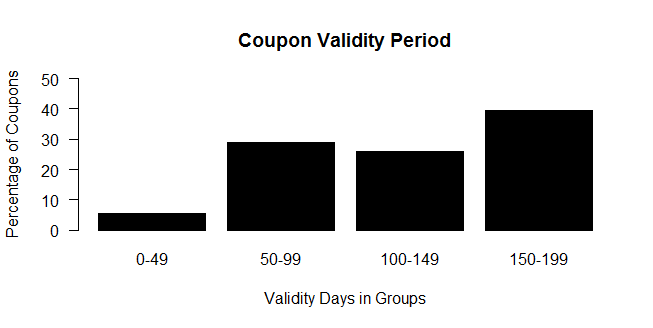 Coupon Validity Period
Percentage of Coupons
50
40
30
20
10
0
0-49 50-99 100-149 150-199
Validity Days in Groups